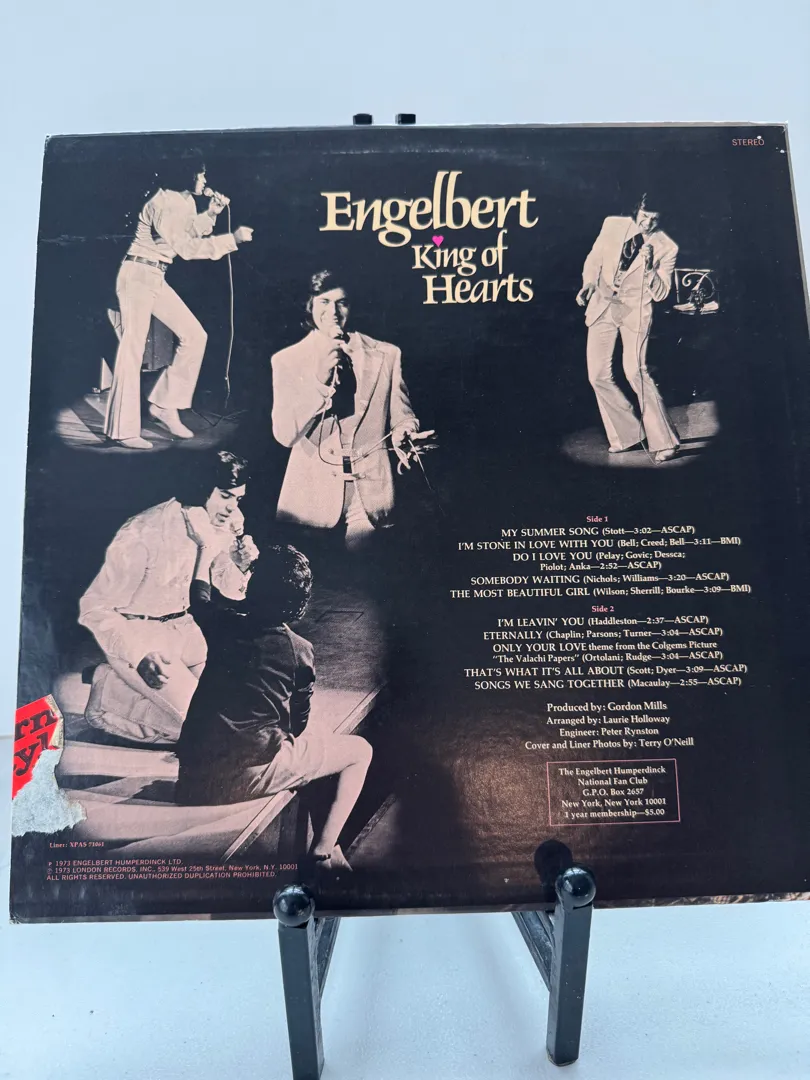 STEREO
Engelbert
King of
Hearts
Side 1
MY SUMMER SONG (Stott—3:02—ASCAP)
I'M STONE IN LOVE WITH YOU (Bell; Creed; Bell—3:11—BMI)
DO I LOVE YOU (Pelay; Govic; Dessca;
Piolot; Anka—2:52—ASCAP)
SOMEBODY WAITING (Nichols; Williams—3:20—ASCAP)
THE MOST BEAUTIFUL GIRL (Wilson; Sherrill; Bourke—3:09—BMI)
Side 2
I'M LEAVIN' YOU (Haddleston—2:37—ASCAP)
ETERNALLY (Chaplin; Parsons; Turner—3:04—ASCAP)
ONLY YOUR LOVE theme from the Colgems Picture
"The Valachi Papers" (Ortolani; Rudge—3:04—ASCAP)
THAT'S WHAT IT'S ALL ABOUT (Scott; Dyer—3:09—ASCAP)
SONGS WE SANG TOGETHER (Macaulay—2:55—ASCAP)
Produced by: Gordon Mills
Arranged by: Laurie Holloway
Engineer: Peter Rynston
Cover and Liner Photos by: Terry O'Neill
The Engelbert Humperdinck
National Fan Club
G.P.O. Box 2657
New York, New York 10001
1 year membership—$5.00
rn
yl
Liner: XPAS 71061
℗ 1973 ENGELBERT HUMPERDINCK LTD
© 1973 LONDON RECORDS, INC., 539 West 25th Street, New York, N.Y. 10001
ALL RIGHTS RESERVED. UNAUTHORIZED DUPLICATION PROHIBITED.